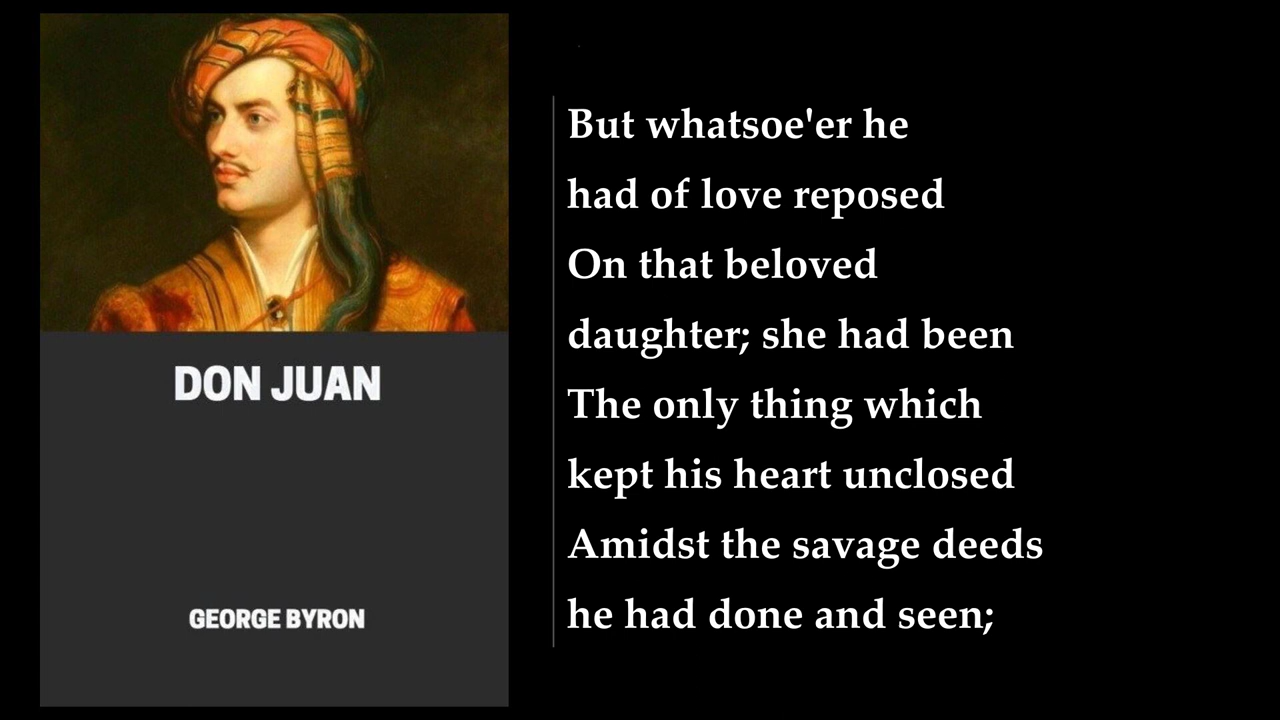 DON JUAN
GEORGE BYRON
But whatsoe'er he
had of love reposed
On that beloved
daughter; she had been
The only thing which
kept his heart unclosed
Amidst the savage deeds
he had done and seen;